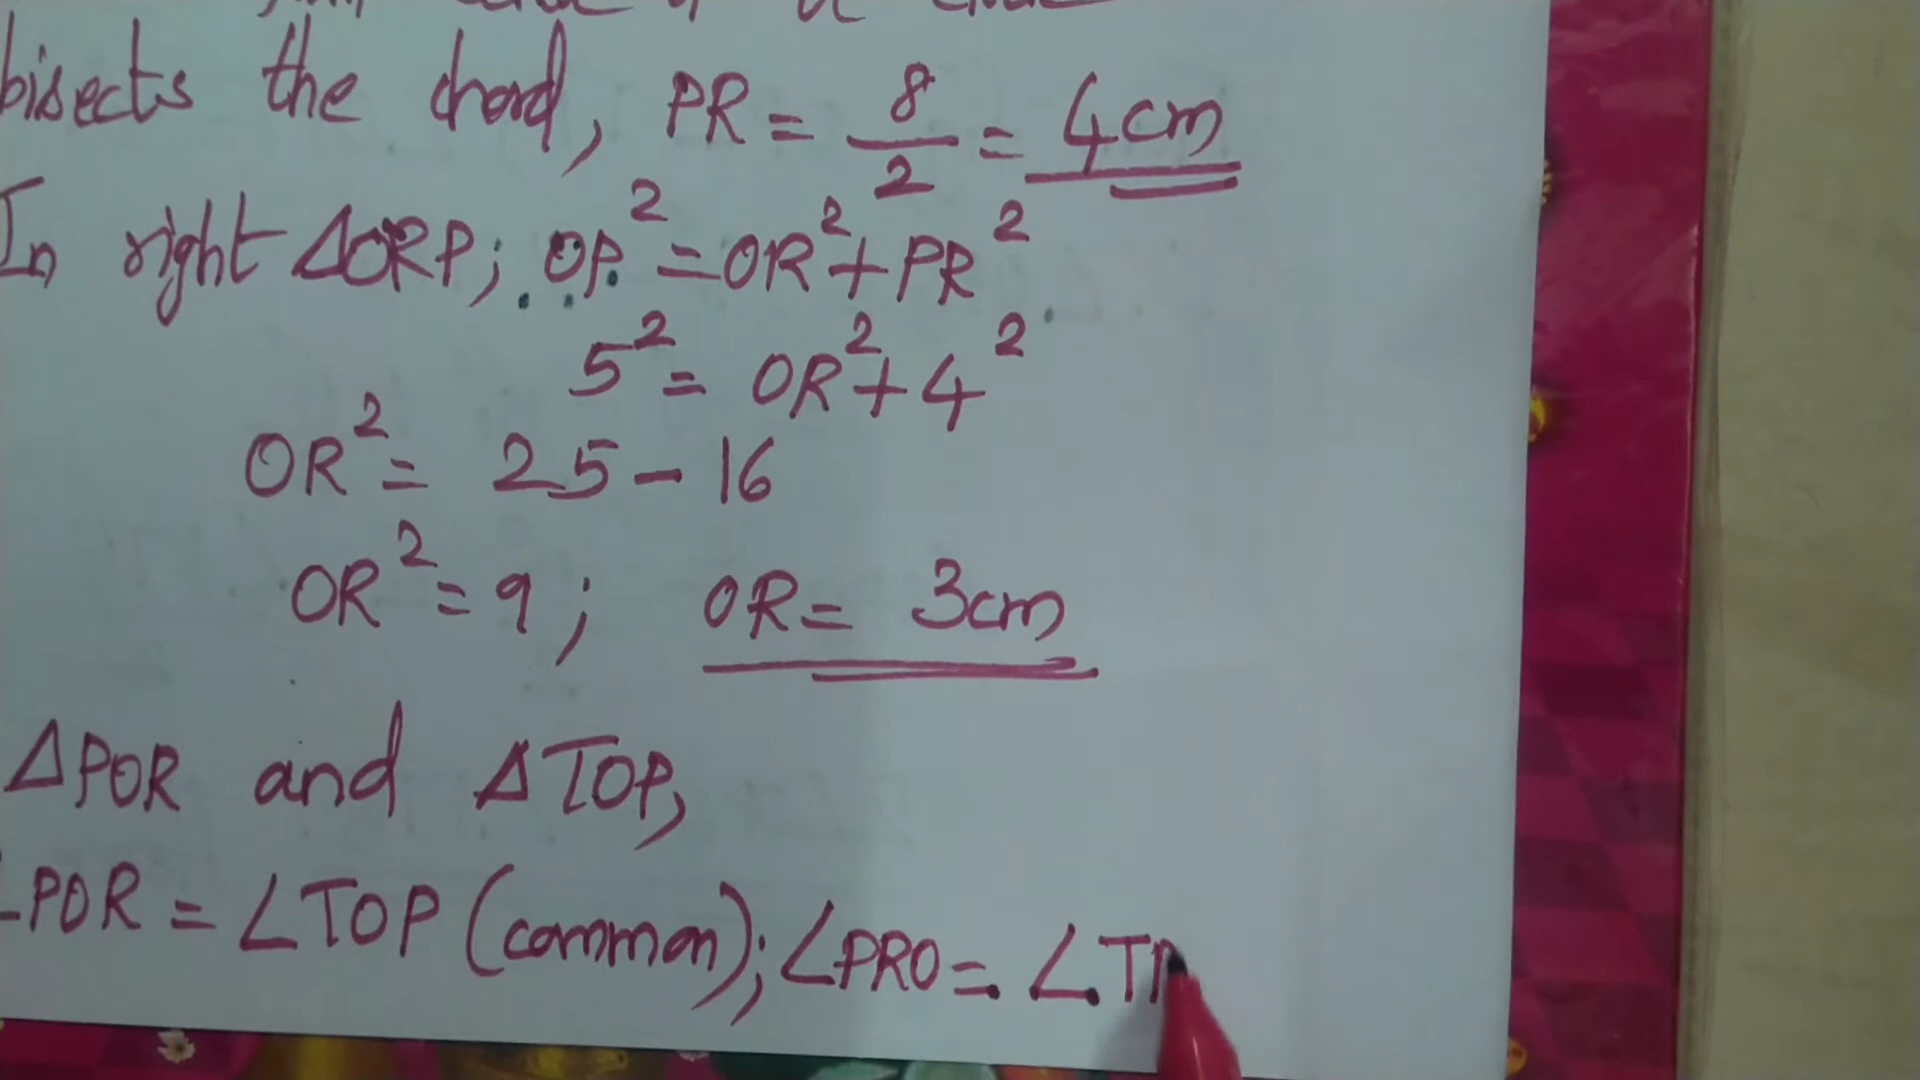 bisects the chord, PR = 8/2 = 4cm
In right ΔORP; OP² = OR² + PR²
5² = OR² + 4²
OR² = 25 - 16
OR² = 9 ; OR = 3cm
ΔPOR and ΔTOP,
∠POR = ∠TOP (common); ∠PRO = ∠T